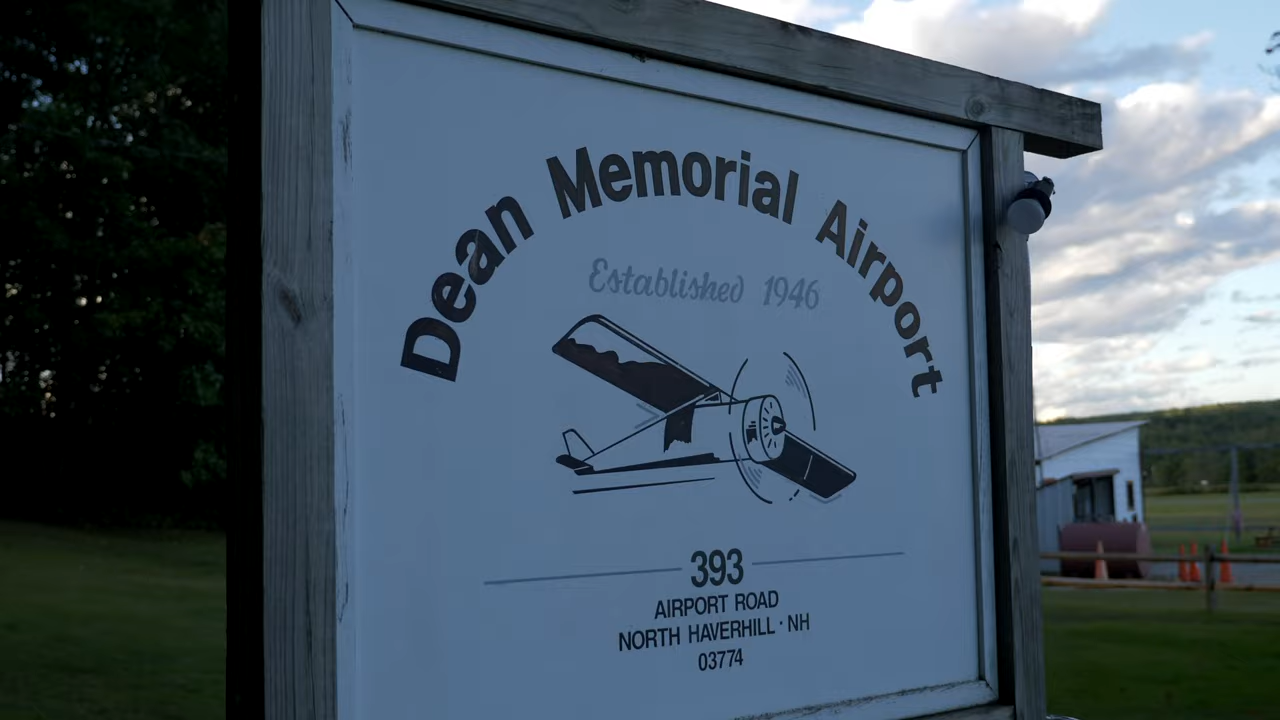 Dean Memorial Airport
Established 1946
393
AIRPORT ROAD
NORTH HAVERHILL · NH
03774